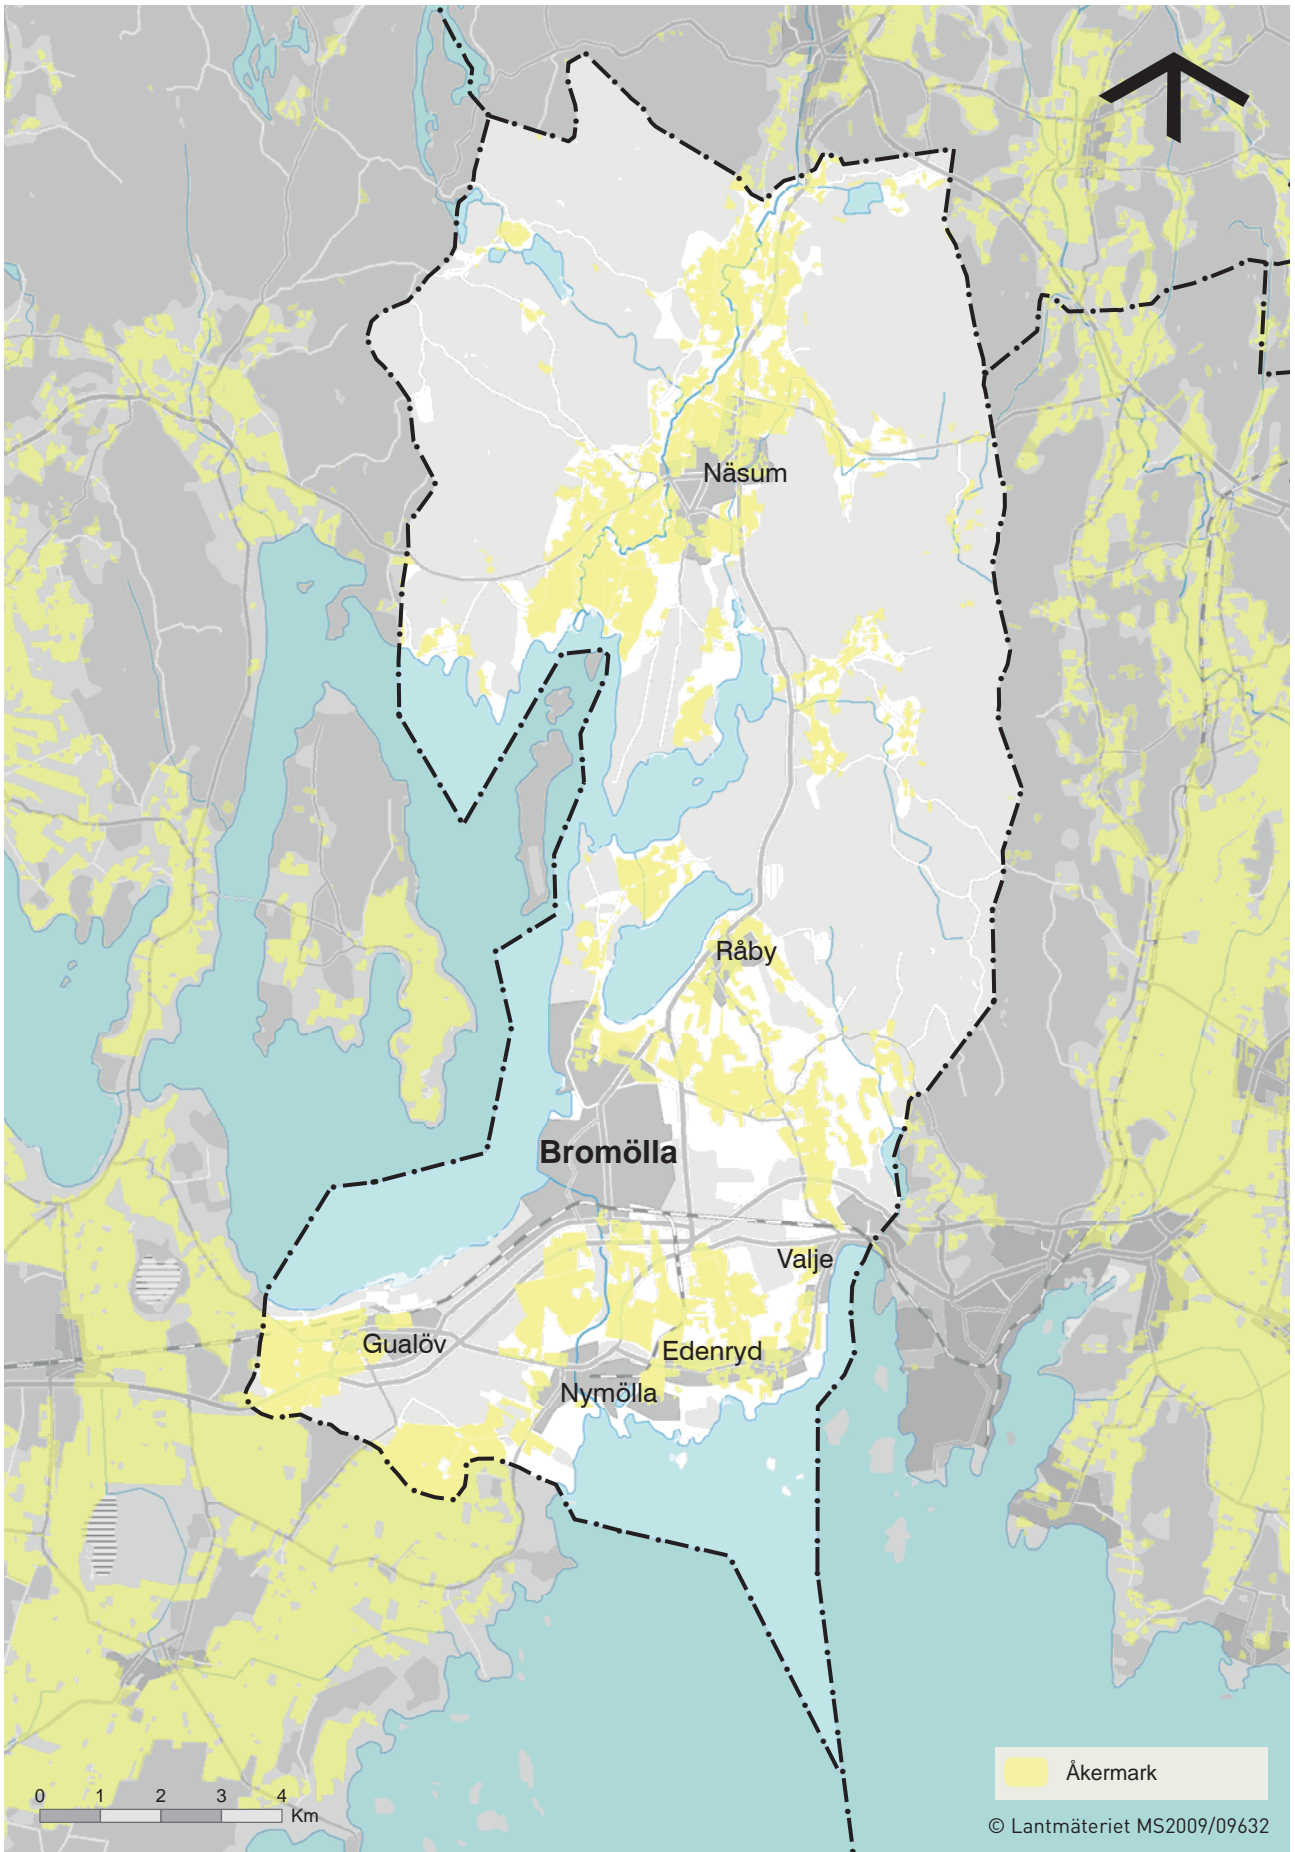 Näsum
Råby
Bromölla
Valje
Gualöv
Edenryd
Nymölla
Åkermark
0 1 2 3 4
Km
© Lantmäteriet MS2009/09632